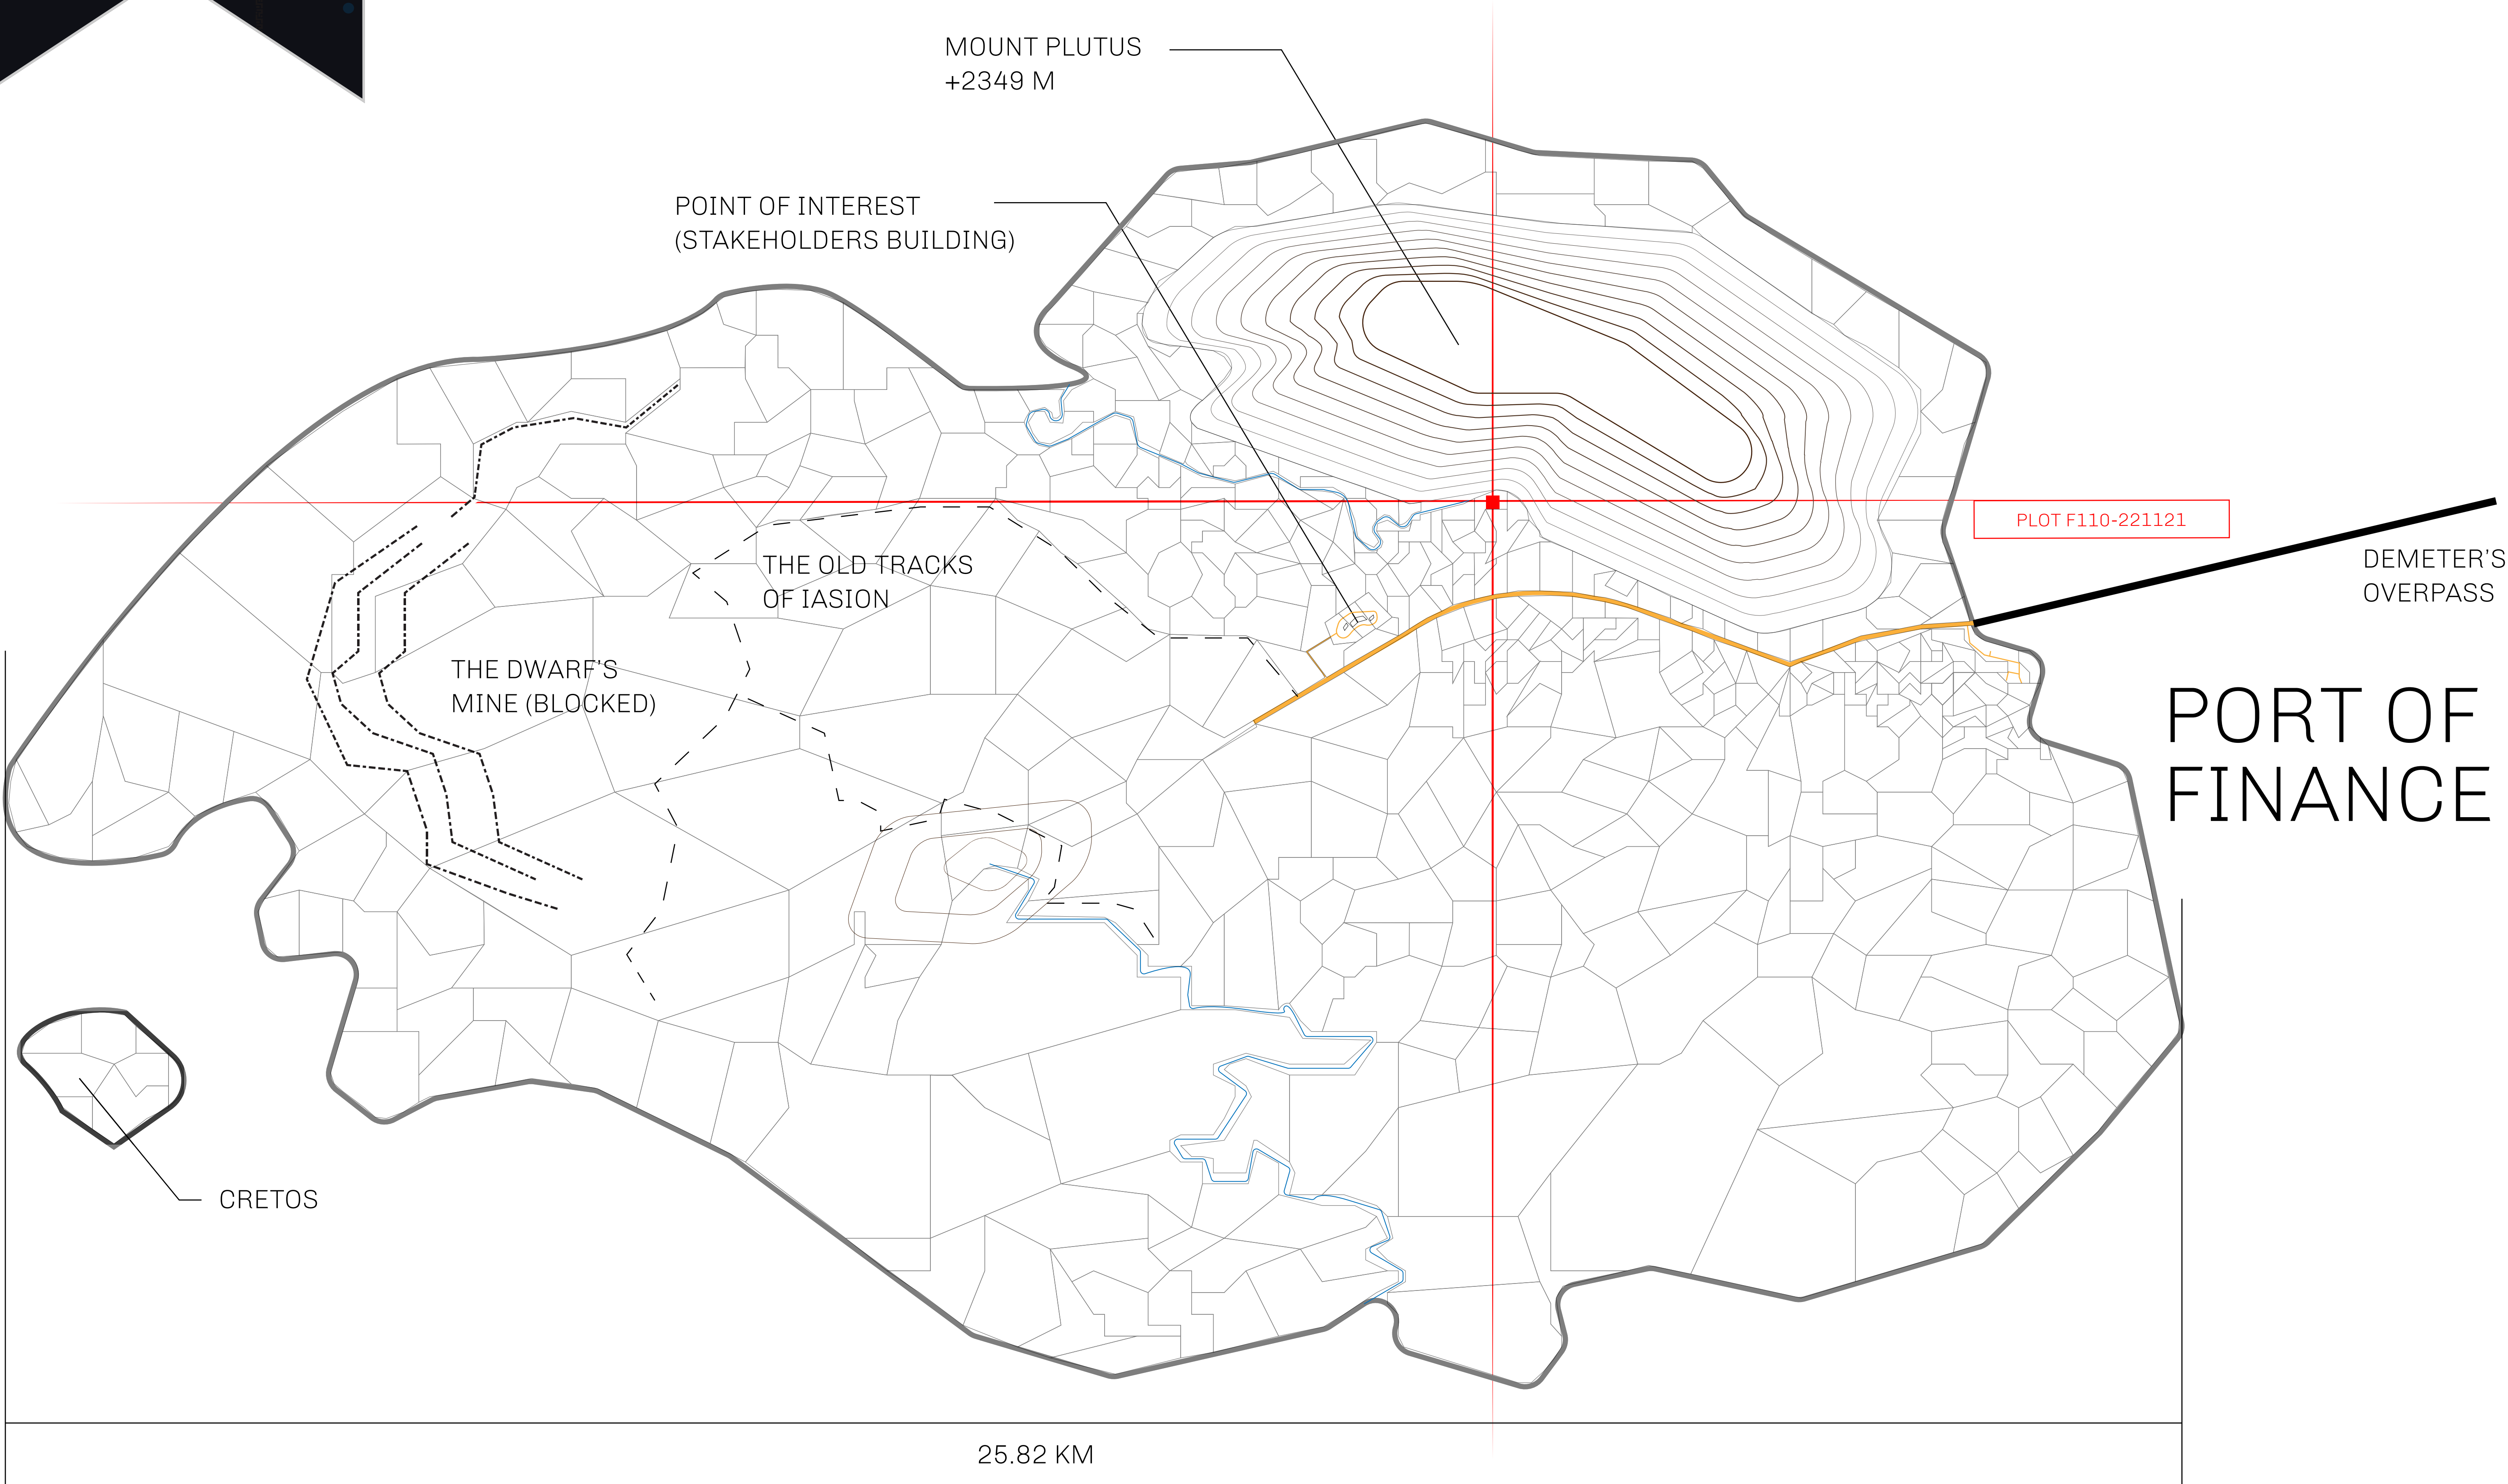 MOUNT PLUTUS
+2349 M
POINT OF INTEREST
(STAKEHOLDERS BUILDING)
PLOT F110-221121
DEMETER'S
OVERPASS
THE OLD TRACKS
OF IASION
THE DWARF'S
MINE (BLOCKED)
PORT OF
FINANCE
CRETOS
25.82 KM